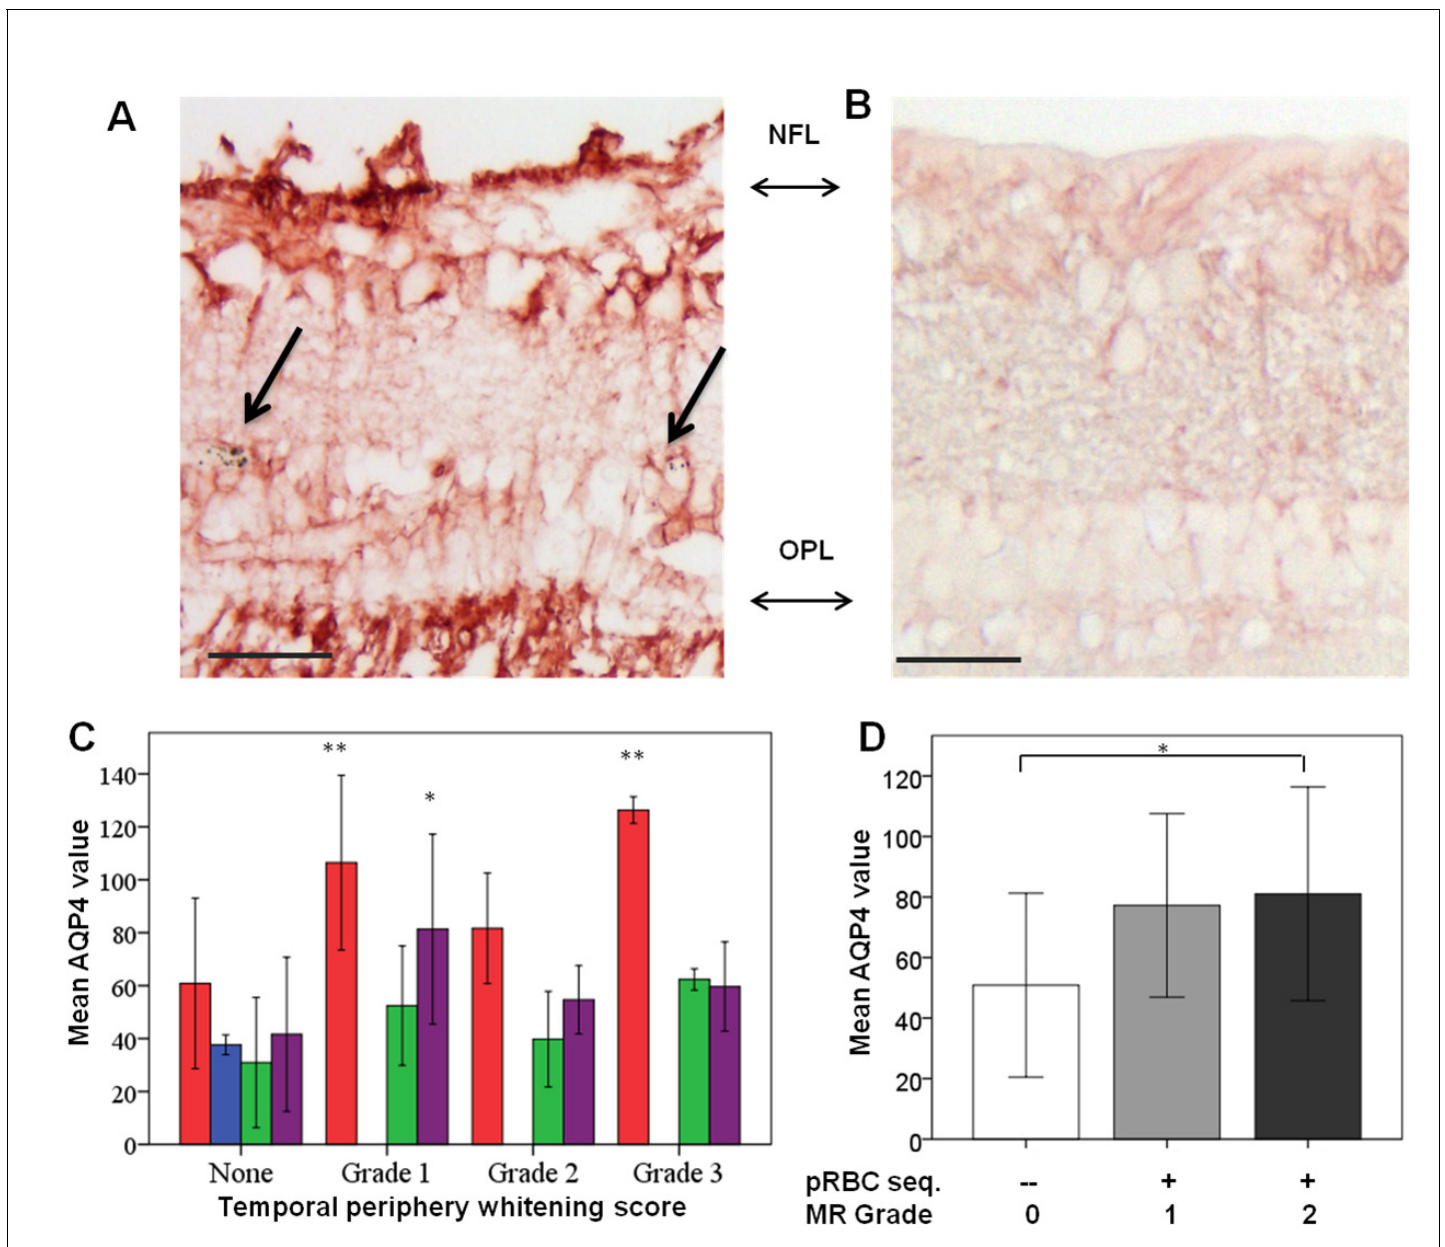 A
B
NFL
OPL
C
D
Mean AQP4 value
140
120
100
80
60
40
20
0
**
*
**
None Grade 1 Grade 2 Grade 3
Temporal periphery whitening score
Mean AQP4 value
120
100
80
60
40
20
0
*
pRBC seq. -- + +
MR Grade 0 1 2